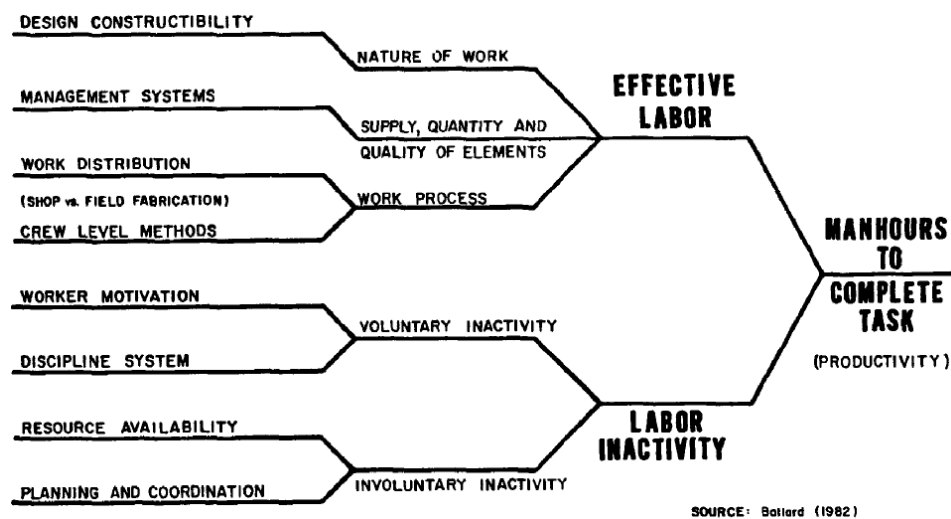 DESIGN CONSTRUCTIBILITY
NATURE OF WORK
MANAGEMENT SYSTEMS
SUPPLY, QUANTITY AND
QUALITY OF ELEMENTS
WORK DISTRIBUTION
(SHOP vs. FIELD FABRICATION)
WORK PROCESS
CREW LEVEL METHODS
EFFECTIVE
LABOR
WORKER MOTIVATION
VOLUNTARY INACTIVITY
DISCIPLINE SYSTEM
RESOURCE AVAILABILITY
PLANNING AND COORDINATION
INVOLUNTARY INACTIVITY
LABOR
INACTIVITY
MANHOURS
TO
COMPLETE
TASK
(PRODUCTIVITY)
SOURCE: Ballard (1982)